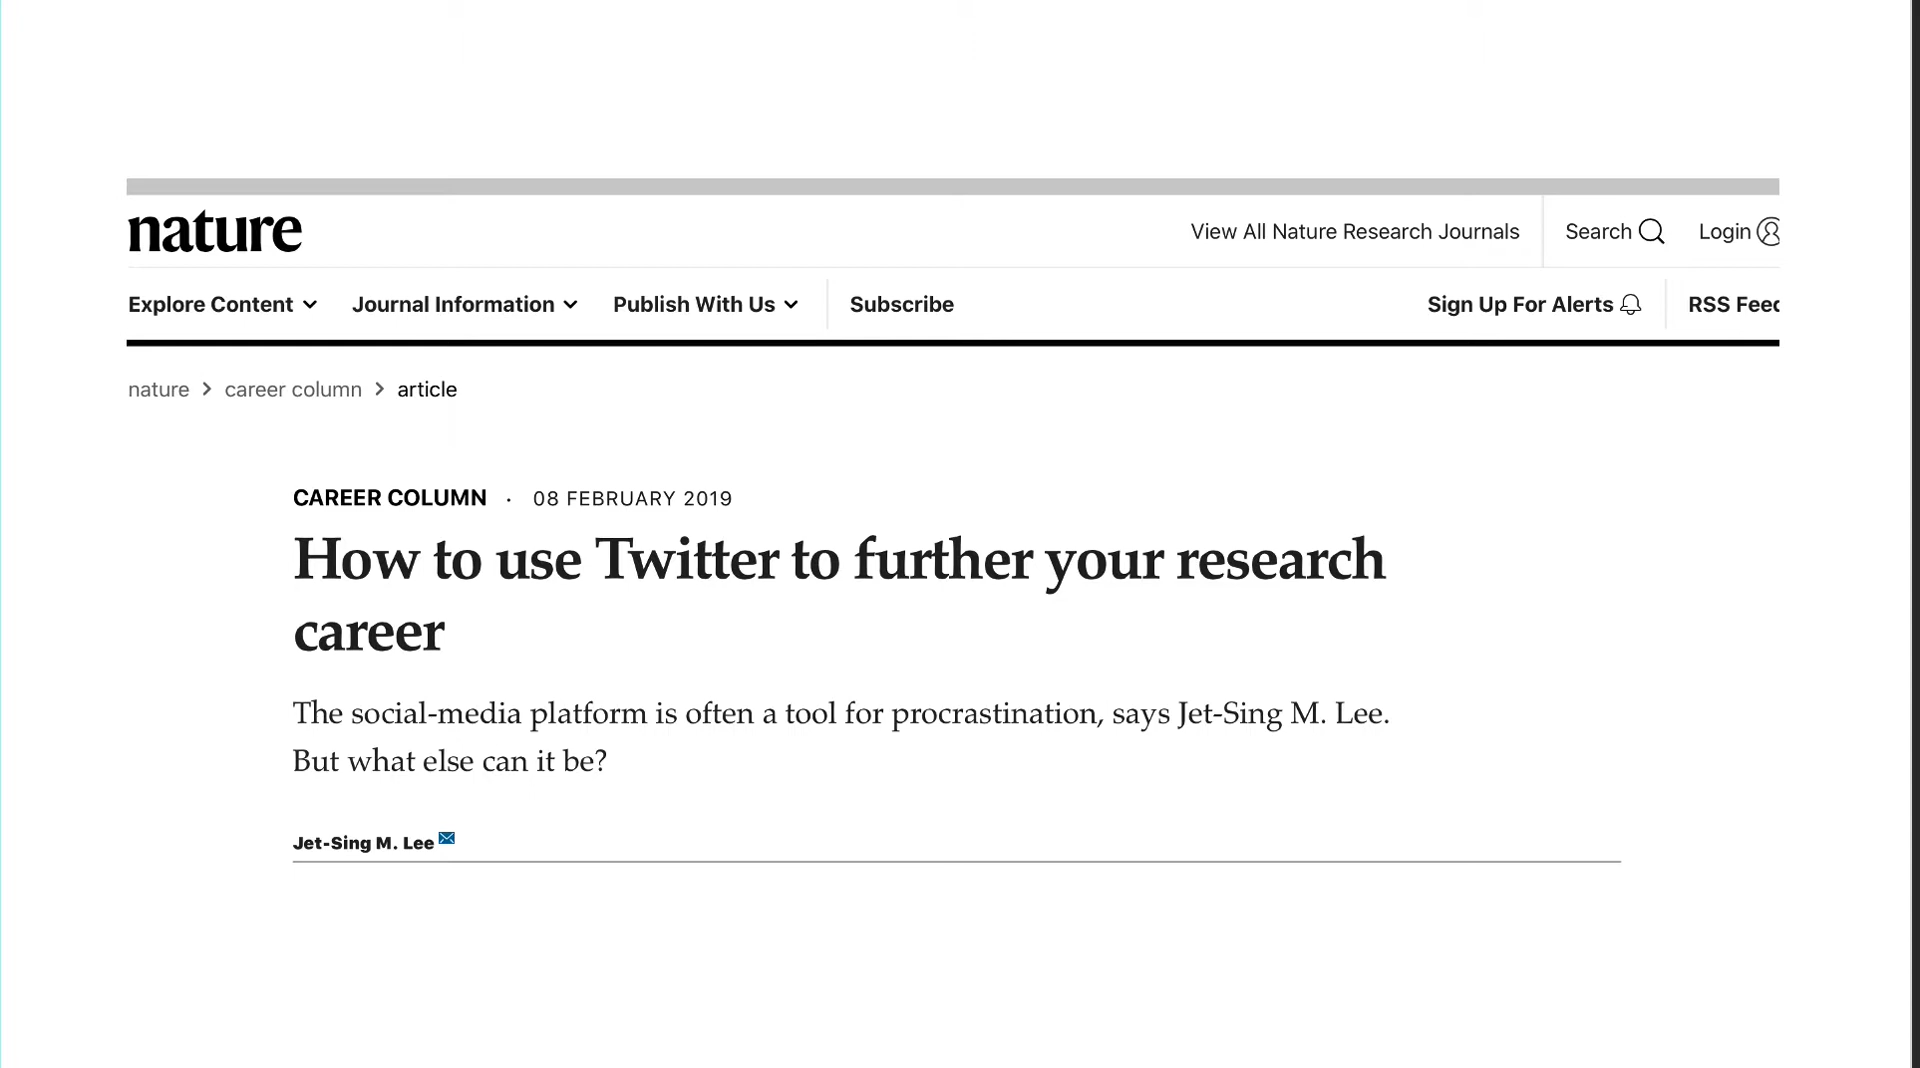 nature
View All Nature Research Journals
Search
Login
Explore Content
Journal Information
Publish With Us
Subscribe
Sign Up For Alerts
RSS Feed
nature > career column > article
CAREER COLUMN · 08 FEBRUARY 2019
How to use Twitter to further your research
career
The social-media platform is often a tool for procrastination, says Jet-Sing M. Lee.
But what else can it be?
Jet-Sing M. Lee